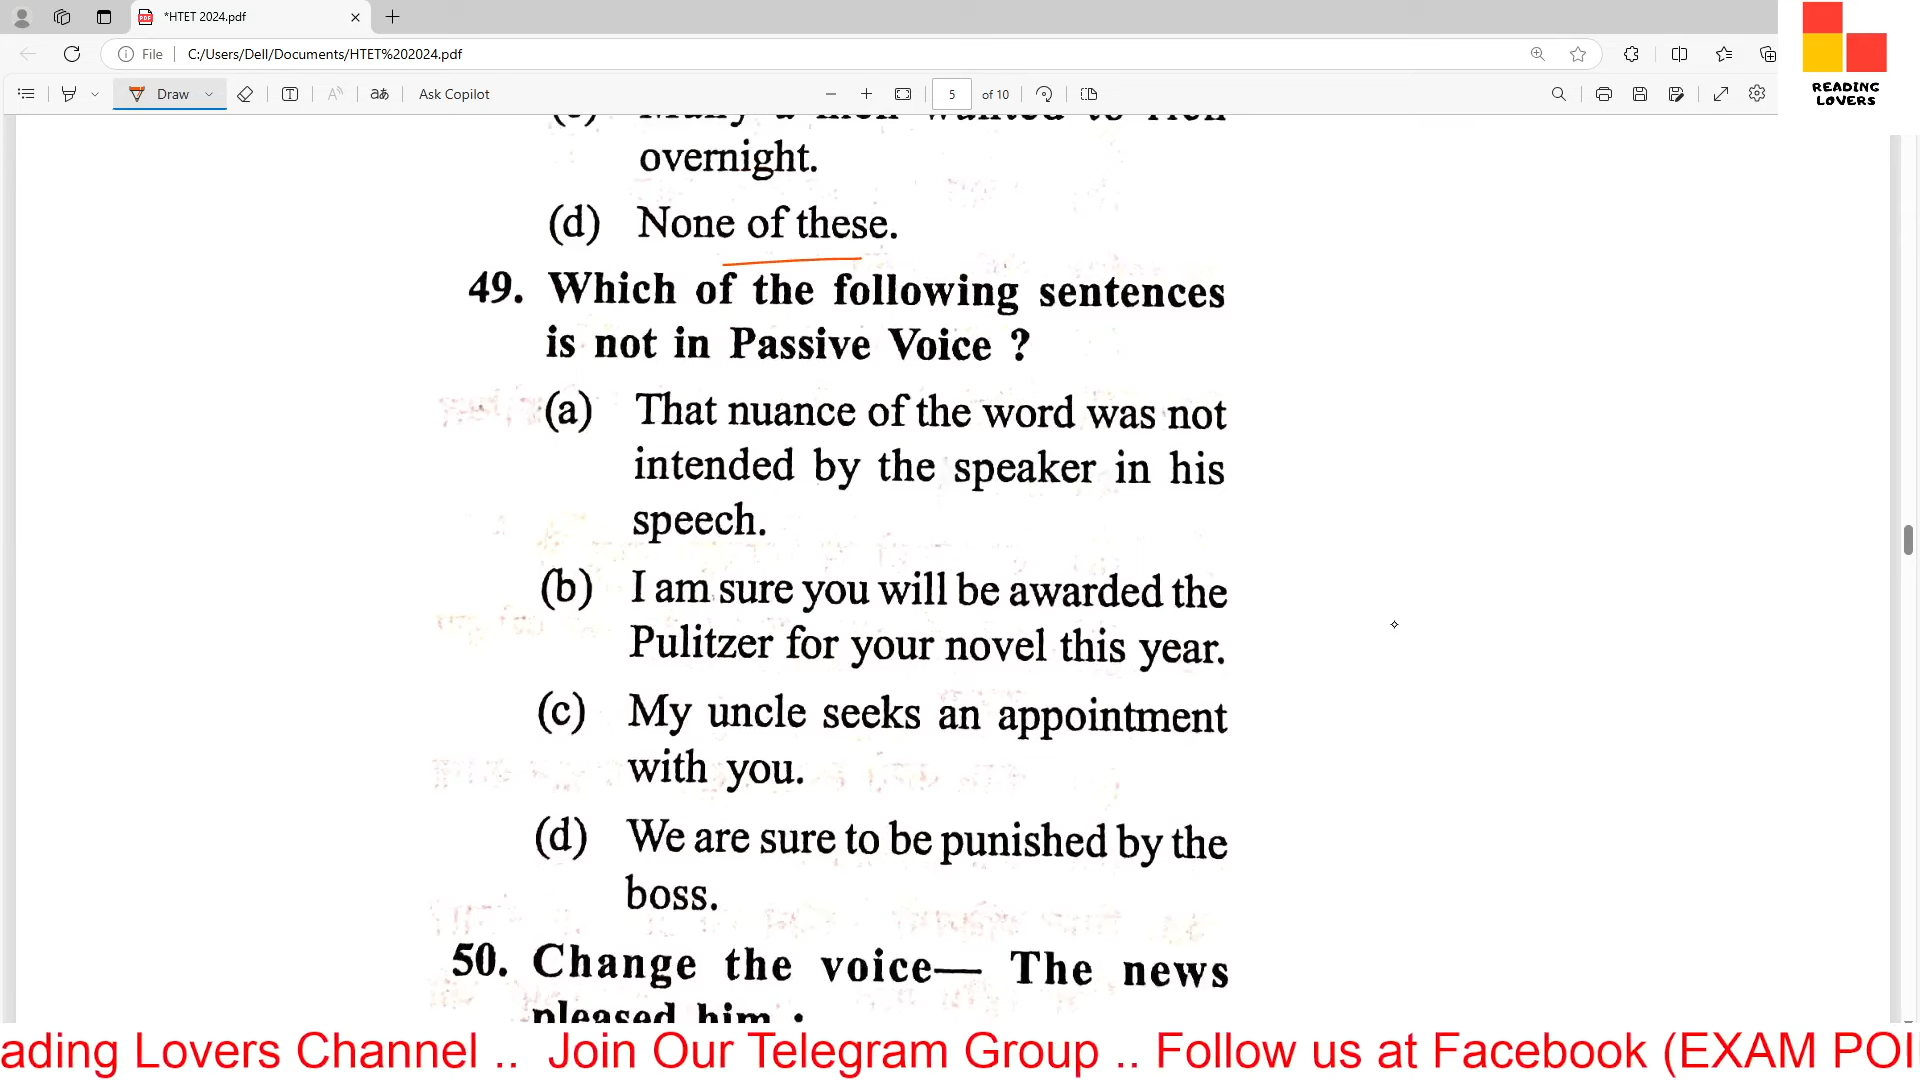 *HTET 2024.pdf
File
C:/Users/Dell/Documents/HTET%202024.pdf
READING
LOVERS
Draw
Ask Copilot
5 of 10
overnight.
(d) None of these.
49. Which of the following sentences
is not in Passive Voice ?
(a) That nuance of the word was not
intended by the speaker in his
speech.
(b) I am sure you will be awarded the
Pulitzer for your novel this year.
(c) My uncle seeks an appointment
with you.
(d) We are sure to be punished by the
boss.
50. Change the voice— The news
pleased him :
ading Lovers Channel .. Join Our Telegram Group .. Follow us at Facebook (EXAM POI